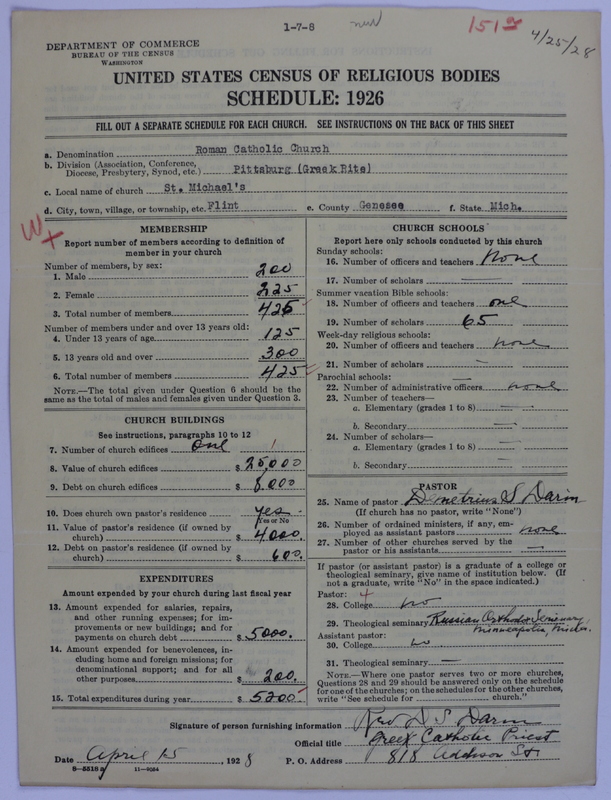 1-7-8
1512
4/25/28
DEPARTMENT OF COMMERCE
BUREAU OF THE CENSUS
WASHINGTON
UNITED STATES CENSUS OF RELIGIOUS BODIES
SCHEDULE: 1926
FILL OUT A SEPARATE SCHEDULE FOR EACH CHURCH. SEE INSTRUCTIONS ON THE BACK OF THIS SHEET
a. Denomination Roman Catholic Church
b. Division (Association, Conference, Diocese, Presbytery, Synod, etc.) Pittsburg (Greek Rite)
c. Local name of church St. Michael's
d. City, town, village, or township, etc. Flint e. County Genesee f. State Mich.
MEMBERSHIP
Report number of members according to definition of
member in your church
Number of members, by sex:
1. Male 200
2. Female 225
3. Total number of members 425
Number of members under and over 13 years old:
4. Under 13 years of age 125
5. 13 years old and over 300
6. Total number of members 425
NOTE.—The total given under Question 6 should be
same as the total of males and females given under Question 3.
CHURCH BUILDINGS
See instructions, paragraphs 10 to 12
7. Number of church edifices One 1
8. Value of church edifices $ 25,000
9. Debt on church edifices $ 8,000
10. Does church own pastor's residence yes
Yes or No
11. Value of pastor's residence (if owned by
church) $ 4000.
12. Debt on pastor's residence (if owned by
church) $ 600.
EXPENDITURES
Amount expended by your church during last fiscal year
13. Amount expended for salaries, repairs,
and other running expenses; for im-
provements or new buildings; and for
payments on church debt $ 5000.
14. Amount expended for benevolences, in-
cluding home and foreign missions; for
denominational support; and for all
other purposes $ 200.
15. Total expenditures during year $ 5200
CHURCH SCHOOLS
Report here only schools conducted by this church
Sunday schools:
16. Number of officers and teachers None
17. Number of scholars —
Summer vacation Bible schools:
18. Number of officers and teachers one
19. Number of scholars 65
Week-day religious schools:
20. Number of officers and teachers none
21. Number of scholars —
Parochial schools: —
22. Number of administrative officers none
23. Number of teachers—
a. Elementary (grades 1 to 8) —
b. Secondary —
24. Number of scholars—
a. Elementary (grades 1 to 8) —
b. Secondary —
PASTOR
25. Name of pastor Demetrius S Darin
(If church has no pastor, write "None")
26. Number of ordained ministers, if any, em-
ployed as assistant pastors none
27. Number of other churches served by the
pastor or his assistants —
If pastor (or assistant pastor) is a graduate of a college or
theological seminary, give name of institution below. (If
not a graduate, write "No" in the space indicated.)
Pastor:
28. College no
29. Theological seminary Russian Orthodox Seminary
Minneapolis, Minn.
Assistant pastor:
30. College no
31. Theological seminary —
NOTE.—Where one pastor serves two or more churches,
Questions 28 and 29 should be answered only on the schedule
for one of the churches; on the schedules for the other churches,
write "See schedule for church."
Signature of person furnishing information Rev D S Darin
Official title Greek Catholic Priest
Date April 15, 1928 P. O. Address 818 Addison St
8—5518a 11—4034